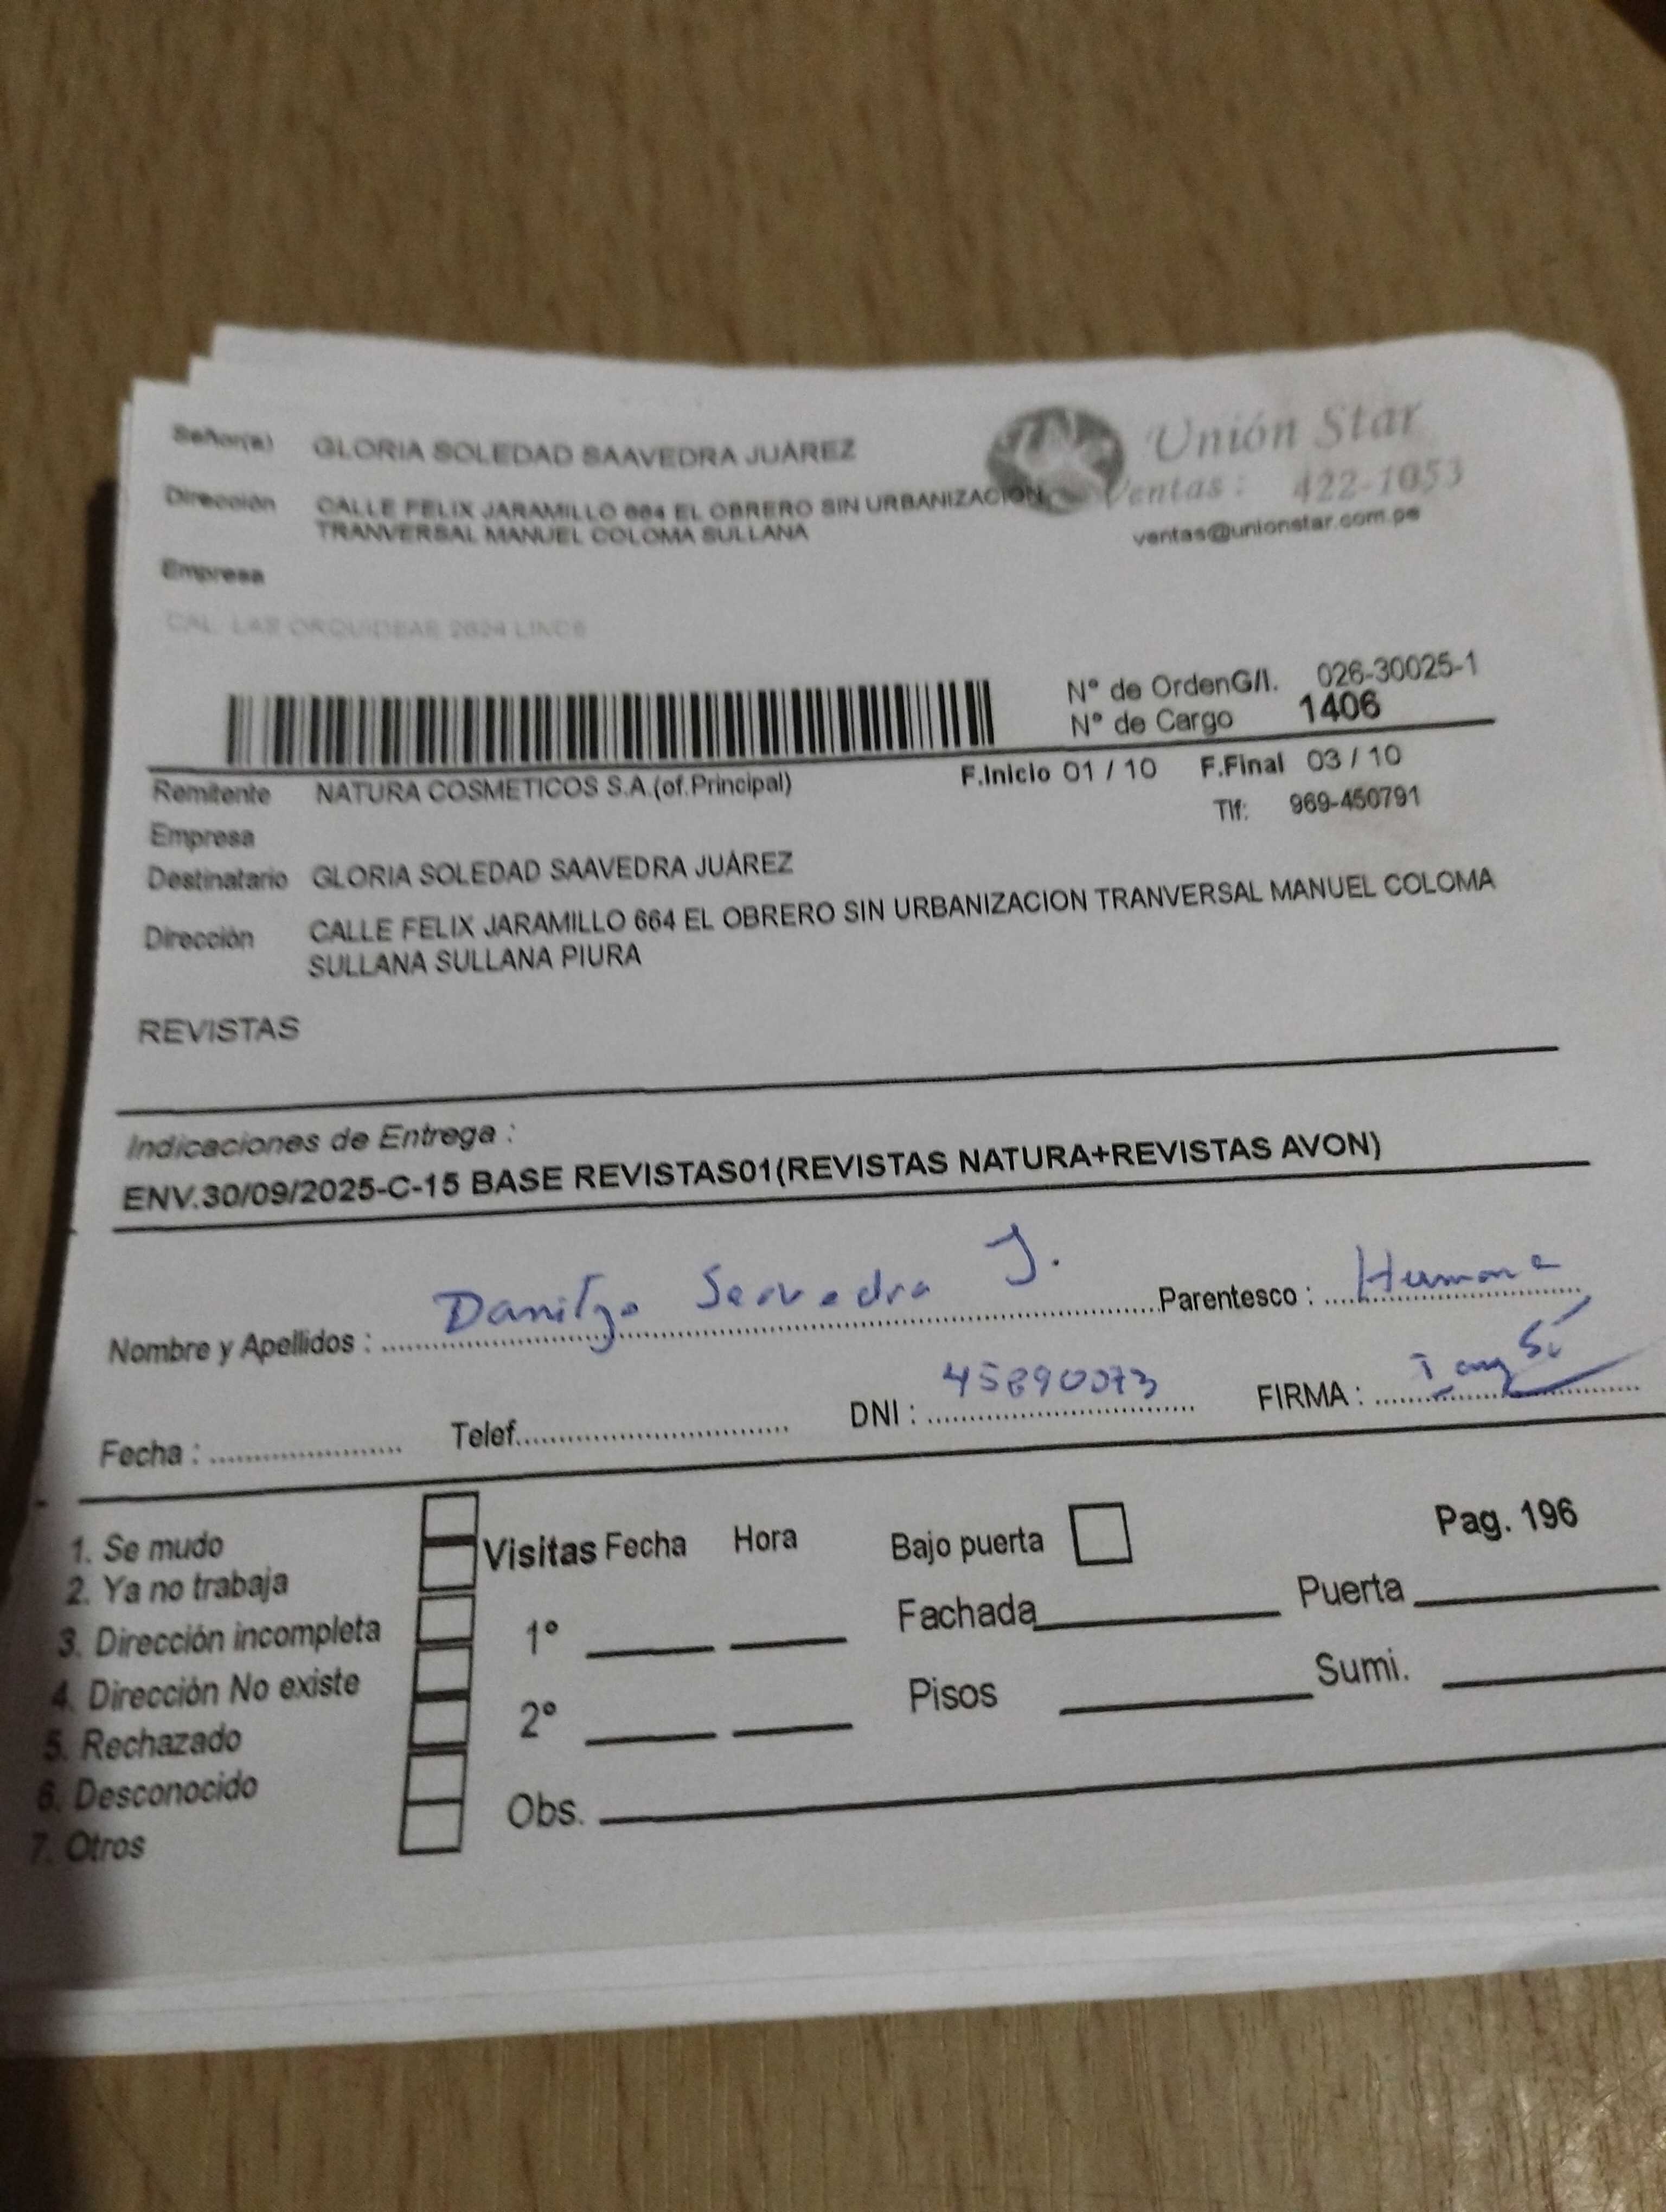 Señor(a) GLORIA SOLEDAD SAAVEDRA JUÁREZ
Unión Star
Dirección CALLE FELIX JARAMILLO 664 EL OBRERO SIN URBANIZACION
Ventas : 422-1053
TRANVERSAL MANUEL COLOMA SULLANA
ventas@unionstar.com.pe
Empresa
CAL. LAS ORQUIDEAS 2624 LINCE
N° de OrdenG/I. 026-30025-1
N° de Cargo 1406
Remitente NATURA COSMETICOS S.A.(of.Principal) F.Inicio 01 / 10 F.Final 03 / 10
Empresa Tlf: 969-450791
Destinatario GLORIA SOLEDAD SAAVEDRA JUÁREZ
Dirección CALLE FELIX JARAMILLO 664 EL OBRERO SIN URBANIZACION TRANVERSAL MANUEL COLOMA
SULLANA SULLANA PIURA
REVISTAS
Indicaciones de Entrega :
ENV.30/09/2025-C-15 BASE REVISTAS01(REVISTAS NATURA+REVISTAS AVON)
Nombre y Apellidos : Saavedra J. Parentesco :
Fecha : Telef. DNI : FIRMA :
1. Se mudo
2. Ya no trabaja
3. Dirección incompleta
4. Dirección No existe
5. Rechazado
6. Desconocido
7. Otros
Visitas Fecha Hora
1°
2°
Obs.
Bajo puerta Pag. 196
Fachada Puerta
Pisos Sumi.